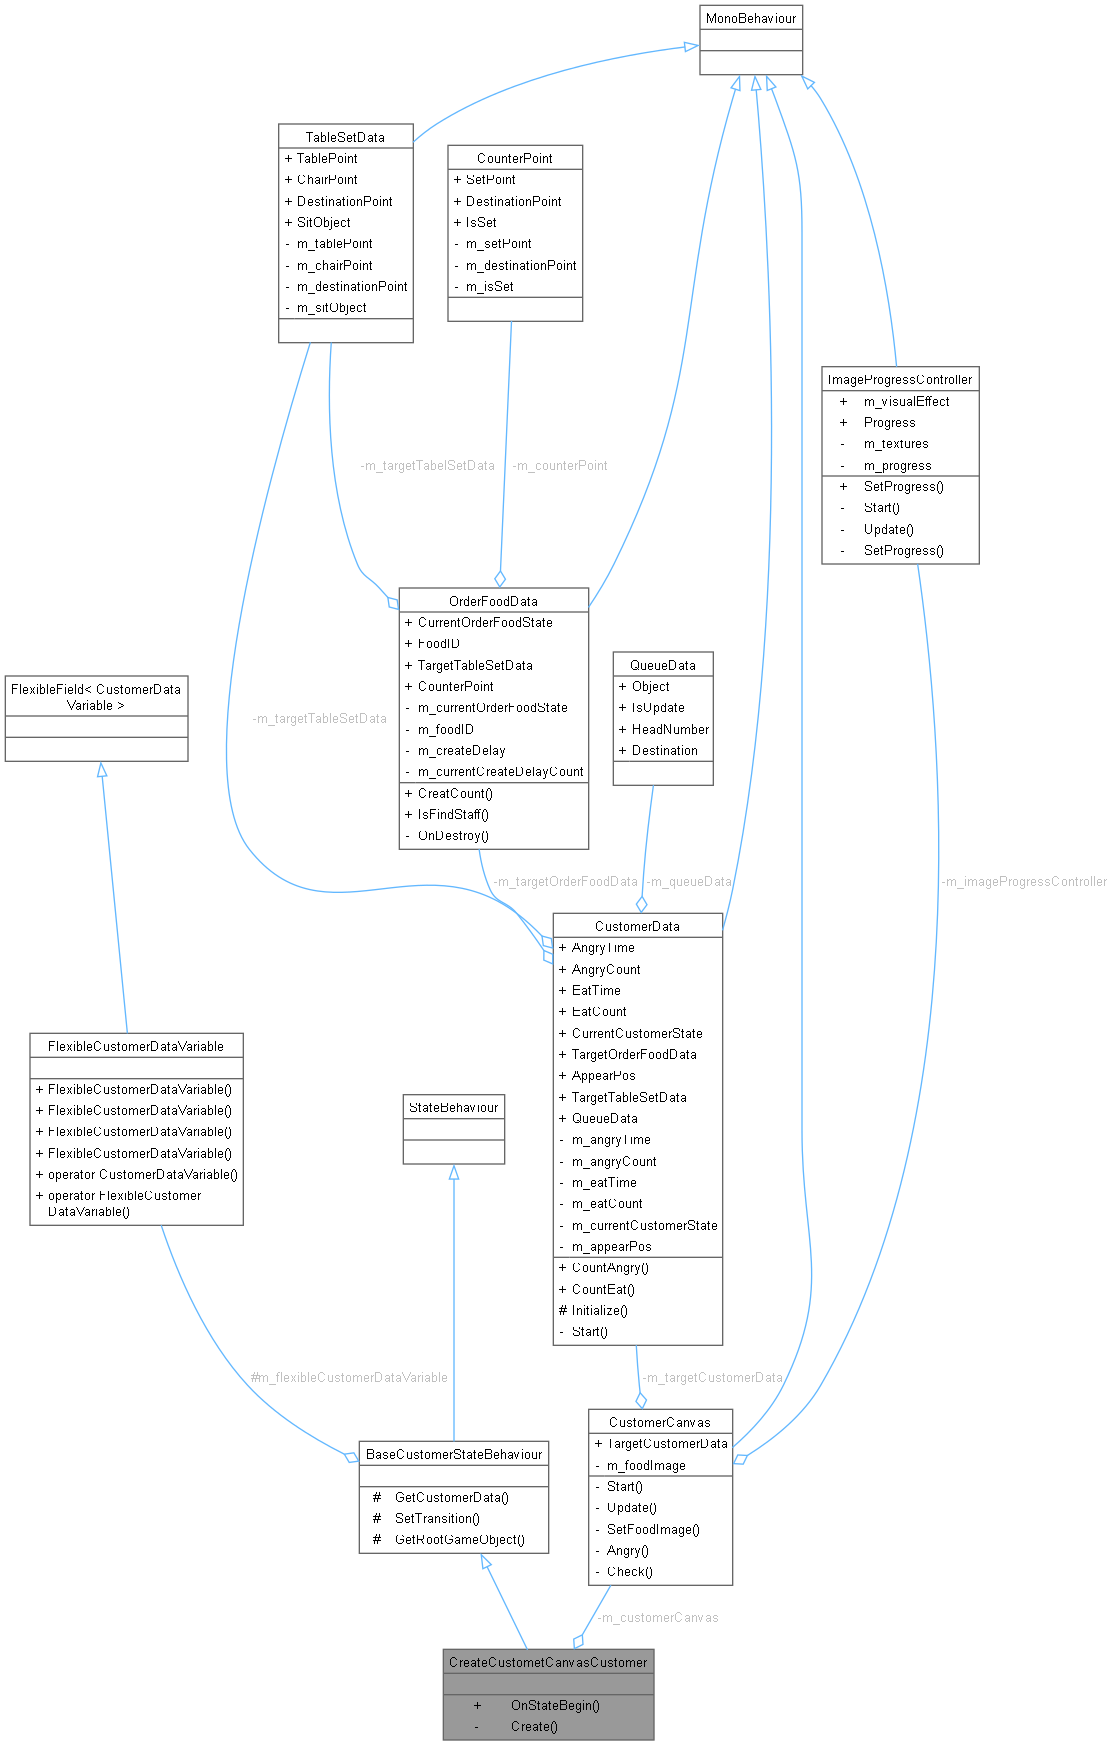 MonoBehaviour
TableSetData
+ TablePoint
+ ChairPoint
+ DestinationPoint
+ SitObject
- m_tablePoint
- m_chairPoint
- m_destinationPoint
- m_sitObject
CounterPoint
+ SetPoint
+ DestinationPoint
+ IsSet
- m_setPoint
- m_destinationPoint
- m_isSet
ImageProgressController
+ m_visualEffect
+ Progress
- m_textures
- m_progress
+ SetProgress()
- Start()
- Update()
- SetProgress()
-m_targetTabelSetData
-m_counterPoint
OrderFoodData
+ CurrentOrderFoodState
+ FoodID
+ TargetTableSetData
+ CounterPoint
- m_currentOrderFoodState
- m_foodID
- m_createDelay
- m_currentCreateDelayCount
+ CreatCount()
+ IsFindStaff()
- OnDestroy()
QueueData
+ Object
+ IsUpdate
+ HeadNumber
+ Destination
FlexibleField< CustomerData
Variable >
-m_targetTableSetData
-m_targetOrderFoodData
-m_queueData
-m_imageProgressController
CustomerData
+ AngryTime
+ AngryCount
+ EatTime
+ EatCount
+ CurrentCustomerState
+ TargetOrderFoodData
+ AppearPos
+ TargetTableSetData
+ QueueData
- m_angryTime
- m_angryCount
- m_eatTime
- m_eatCount
- m_currentCustomerState
- m_appearPos
+ CountAngry()
+ CountEat()
# Initialize()
- Start()
FlexibleCustomerDataVariable
+ FlexibleCustomerDataVariable()
+ FlexibleCustomerDataVariable()
+ FlexibleCustomerDataVariable()
+ FlexibleCustomerDataVariable()
+ operator CustomerDataVariable()
+ operator FlexibleCustomer
DataVariable()
StateBehaviour
#m_flexibleCustomerDataVariable
-m_targetCustomerData
BaseCustomerStateBehaviour
# GetCustomerData()
# SetTransition()
# GetRootGameObject()
CustomerCanvas
+ TargetCustomerData
- m_foodImage
- Start()
- Update()
- SetFoodImage()
- Angry()
- Check()
-m_customerCanvas
CreateCustometCanvasCustomer
+ OnStateBegin()
- Create()